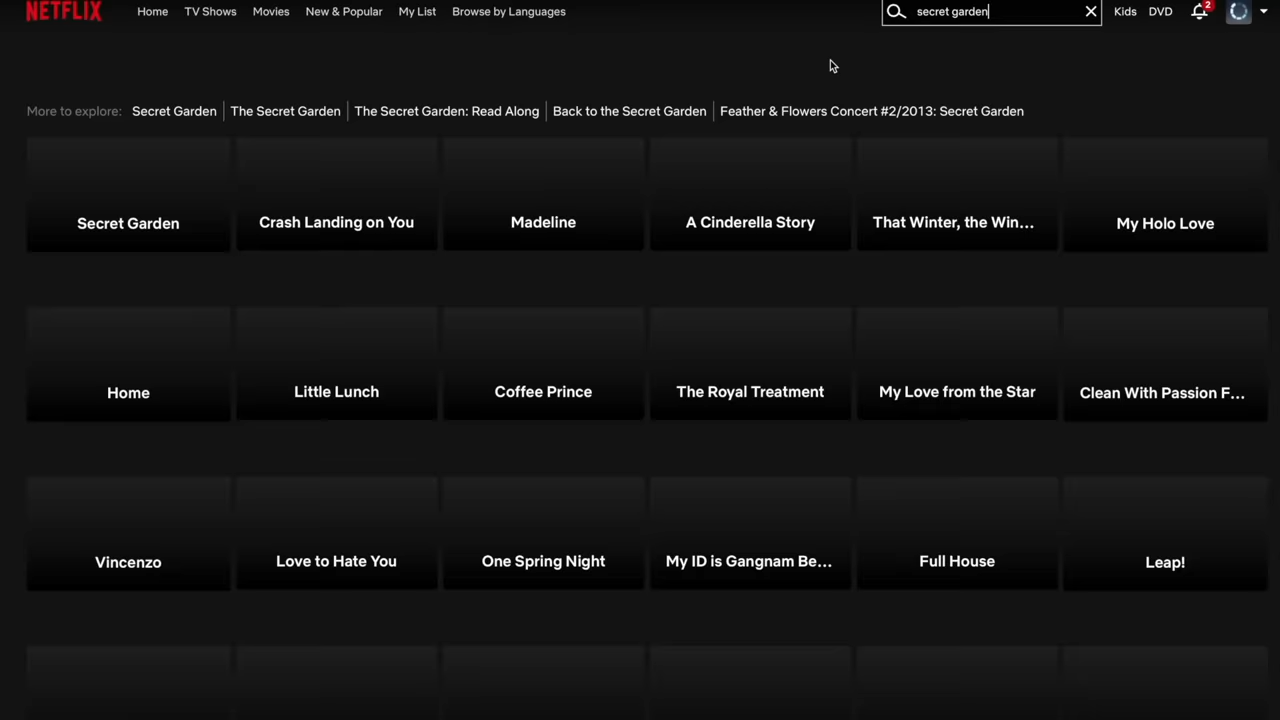 NETFLIX Home TV Shows Movies New & Popular My List Browse by Languages secret garden Kids DVD 2
More to explore: Secret Garden The Secret Garden The Secret Garden: Read Along Back to the Secret Garden Feather & Flowers Concert #2/2013: Secret Garden
Secret Garden Crash Landing on You Madeline A Cinderella Story That Winter, the Win... My Holo Love
Home Little Lunch Coffee Prince The Royal Treatment My Love from the Star Clean With Passion F...
Vincenzo Love to Hate You One Spring Night My ID is Gangnam Be... Full House Leap!